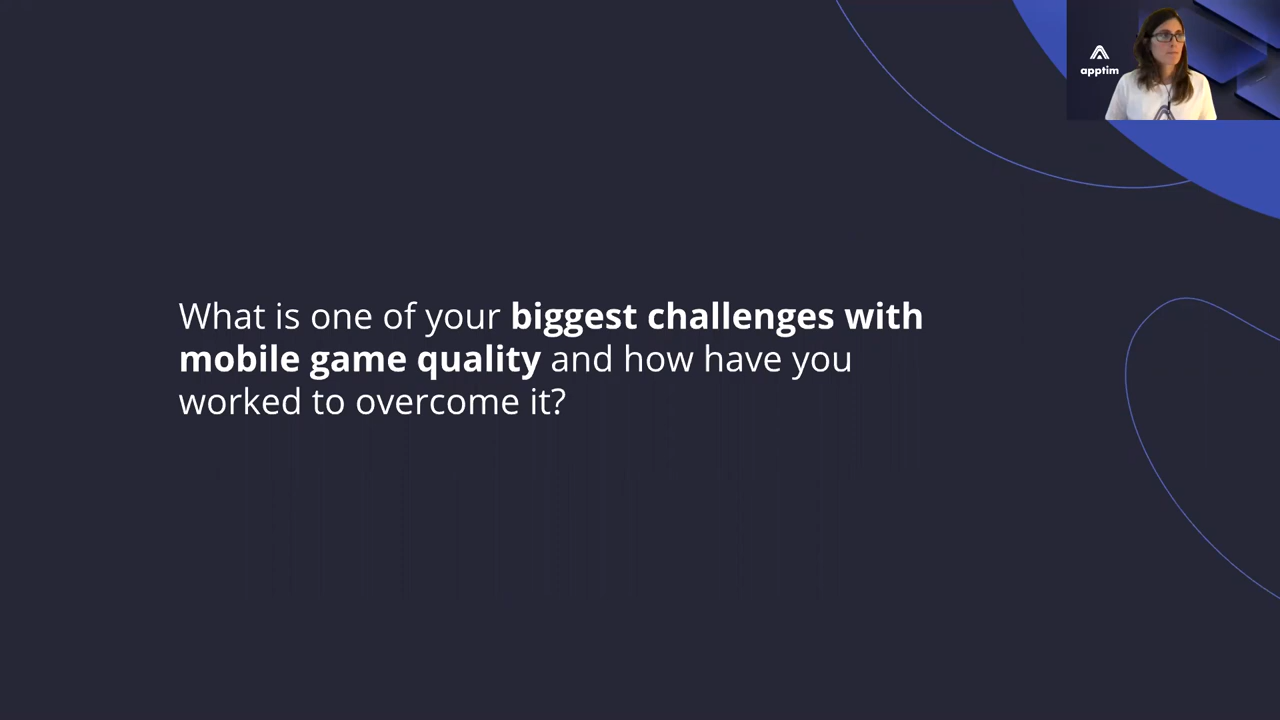 apptim
What is one of your biggest challenges with
mobile game quality and how have you
worked to overcome it?